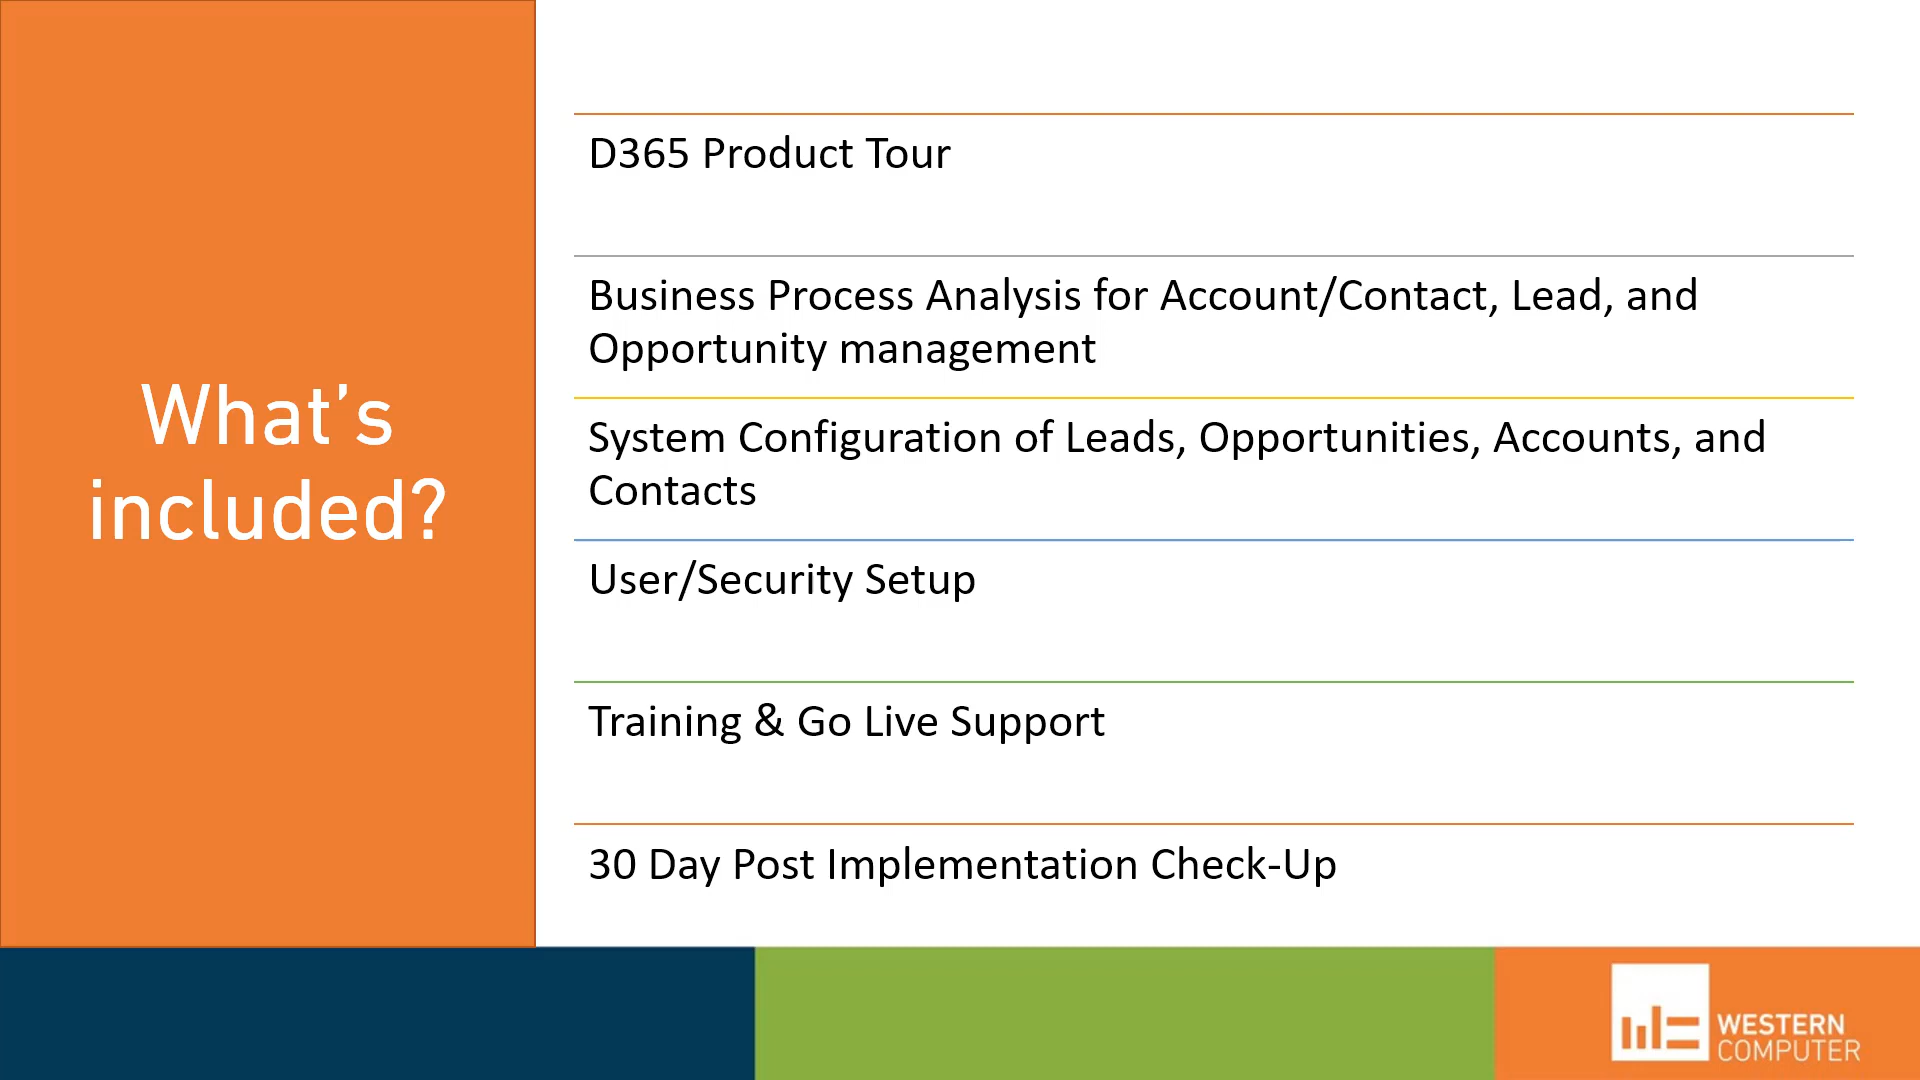 What's
included?
D365 Product Tour
Business Process Analysis for Account/Contact, Lead, and
Opportunity management
System Configuration of Leads, Opportunities, Accounts, and
Contacts
User/Security Setup
Training & Go Live Support
30 Day Post Implementation Check-Up
WESTERN
COMPUTER